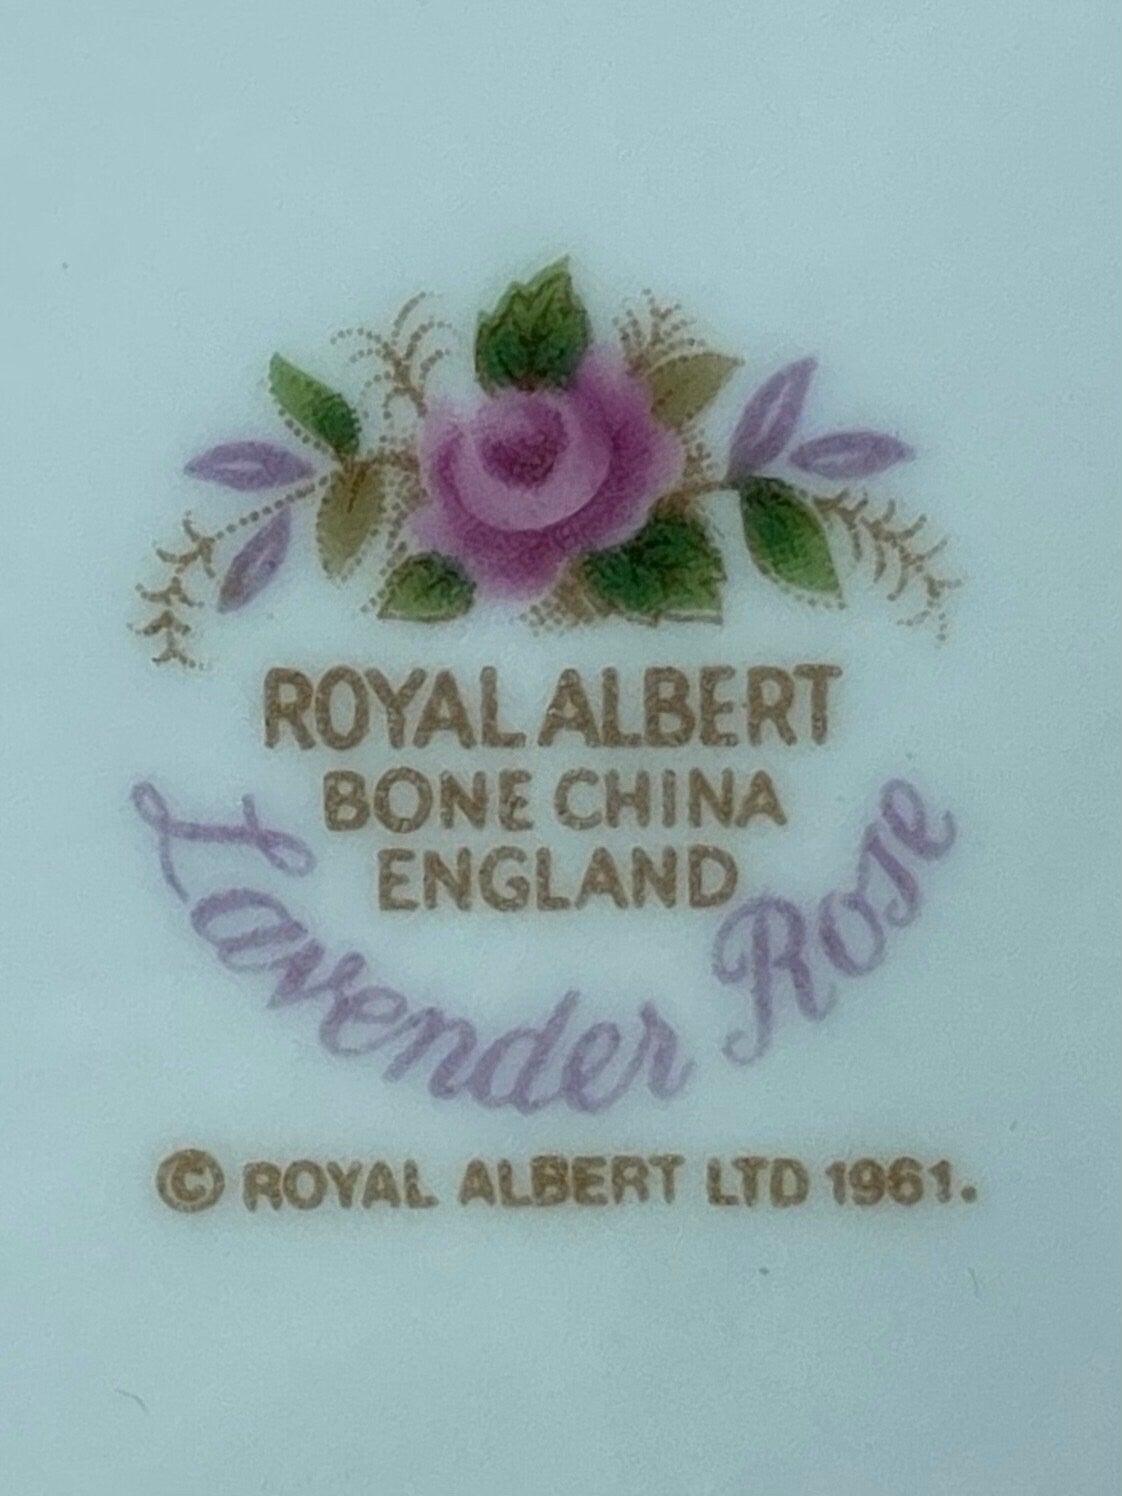 ROYAL ALBERT
BONE CHINA
ENGLAND
Lavender Rose
© ROYAL ALBERT LTD 1961.